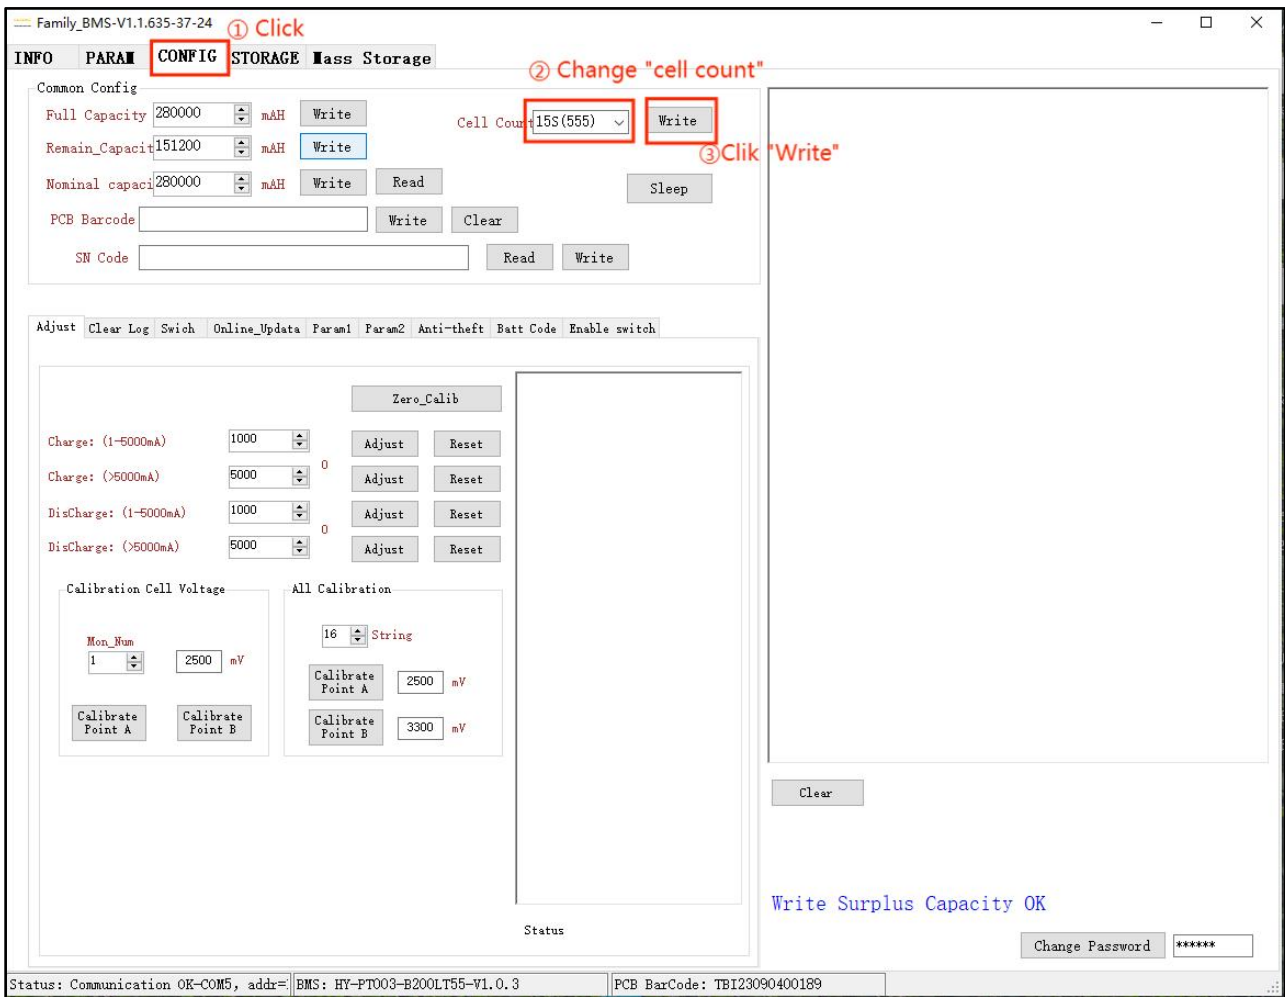 Family_BMS-V1.1.635-37-24
① Click
INFO PARAM CONFIG STORAGE Mass Storage
② Change "cell count"
Common Config
Full Capacity 280000 mAH Write
Cell Count 15S(555) Write
Remain_Capacit 151200 mAH Write
③Clik "Write"
Nominal capaci 280000 mAH Write Read
Sleep
PCB Barcode Write Clear
SN Code Read Write
Adjust Clear Log Swich Online_Updata Param1 Param2 Anti-theft Batt Code Enable switch
Zero_Calib
Charge: (1-5000mA) 1000 Adjust Reset
0
Charge: (>5000mA) 5000 Adjust Reset
DisCharge: (1-5000mA) 1000 Adjust Reset
0
DisCharge: (>5000mA) 5000 Adjust Reset
Calibration Cell Voltage
Mon_Num
1 2500 mV
Calibrate Point A
Calibrate Point B
All Calibration
16 String
Calibrate Point A 2500 mV
Calibrate Point B 3300 mV
Status
Clear
Write Surplus Capacity OK
Change Password ******
Status: Communication OK-COM5, addr=
BMS: HY-PT003-B200LT55-V1.0.3
PCB BarCode: TBI23090400189